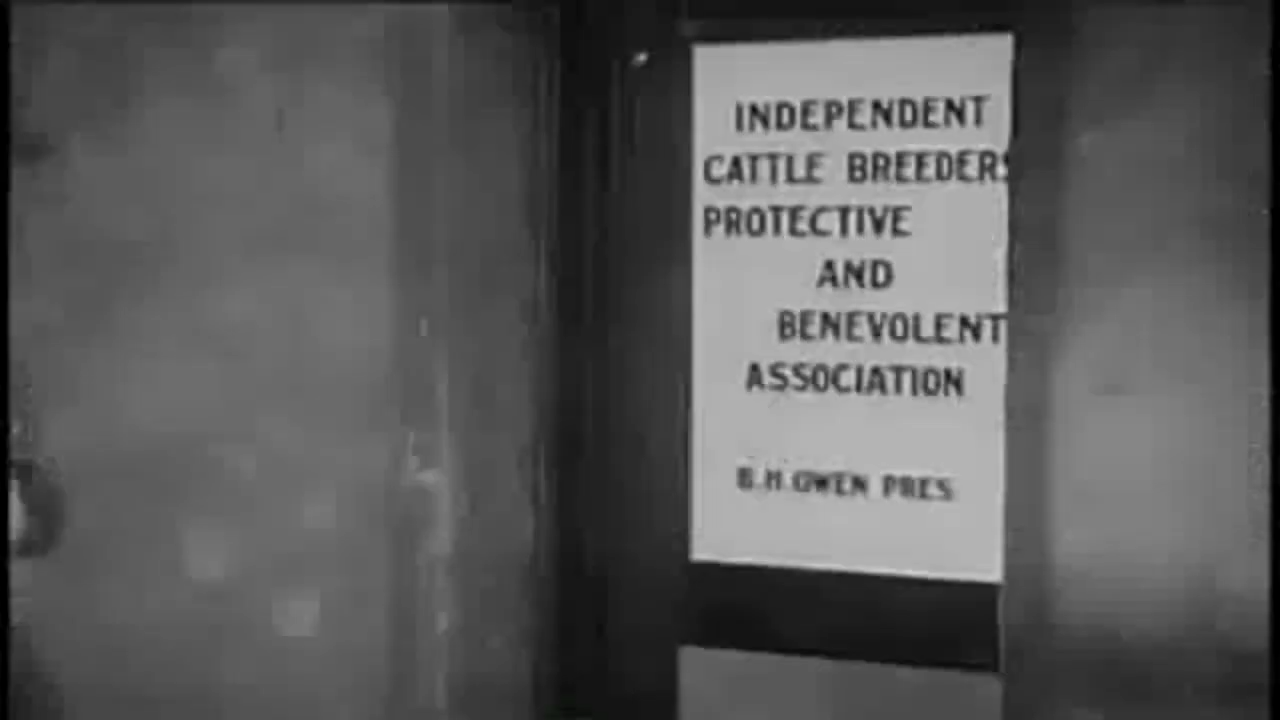 INDEPENDENT
CATTLE BREEDERS
PROTECTIVE
AND
BENEVOLENT
ASSOCIATION
B.H. OWEN PRES